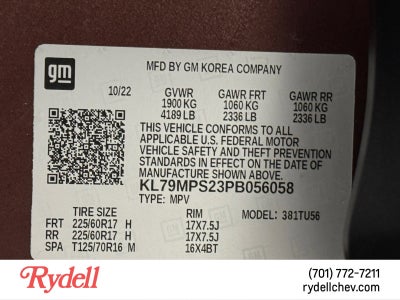 gm
MFD BY GM KOREA COMPANY
10/22 GVWR GAWR FRT GAWR RR
1900 KG 1060 KG 1060 KG
4189 LB 2336 LB 2336 LB
THIS VEHICLE CONFORMS TO ALL
APPLICABLE U.S. FEDERAL MOTOR
VEHICLE SAFETY AND THEFT PREVENTION
STANDARDS IN EFFECT ON THE DATE OF
MANUFACTURE SHOWN ABOVE.
KL79MPS23PB056058
TYPE: MPV
TIRE SIZE RIM MODEL: 381TU56
FRT 225/60R17 H 17X7.5J
RR 225/60R17 H 17X7.5J
SPA T125/70R16 M 16X4BT
Rydell
(701) 772-7211
rydellchev.com